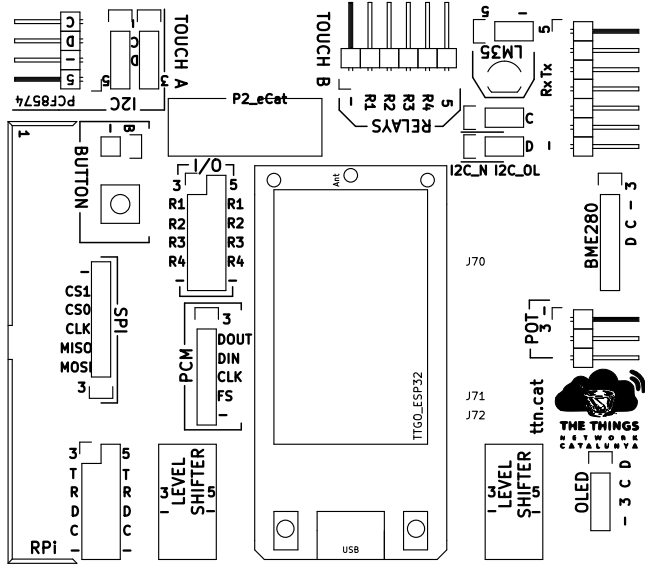 C
D
-
5
PCF8574
I
C
D
5
3
I2C
TOUCH A
TOUCH B
-
R1
R2
R3
R4
5
RELAYS
5
-
5
LM35
RxTx
C
D
-
I2C_N I2C_OL
P2_eCat
1
-
B
BUTTON
I/O
3 5
R1 R1
R2 R2
R3 R3
R4 R4
- -
Ant
TTGO_ESP32
USB
J70
J71
J72
BME280
D C - 3
POT
3 -
ttn.cat
THE THINGS
NETWORK
CATALUNYA
-
CS1
CS0
CLK
MISO
MOSI
3
SPI
PCM
3
DOUT
DIN
CLK
FS
-
3 5
T T
R R
D D
C C
- -
RPi
LEVEL
SHIFTER
3 5
- -
LEVEL
SHIFTER
3 5
- -
OLED
- 3 C D